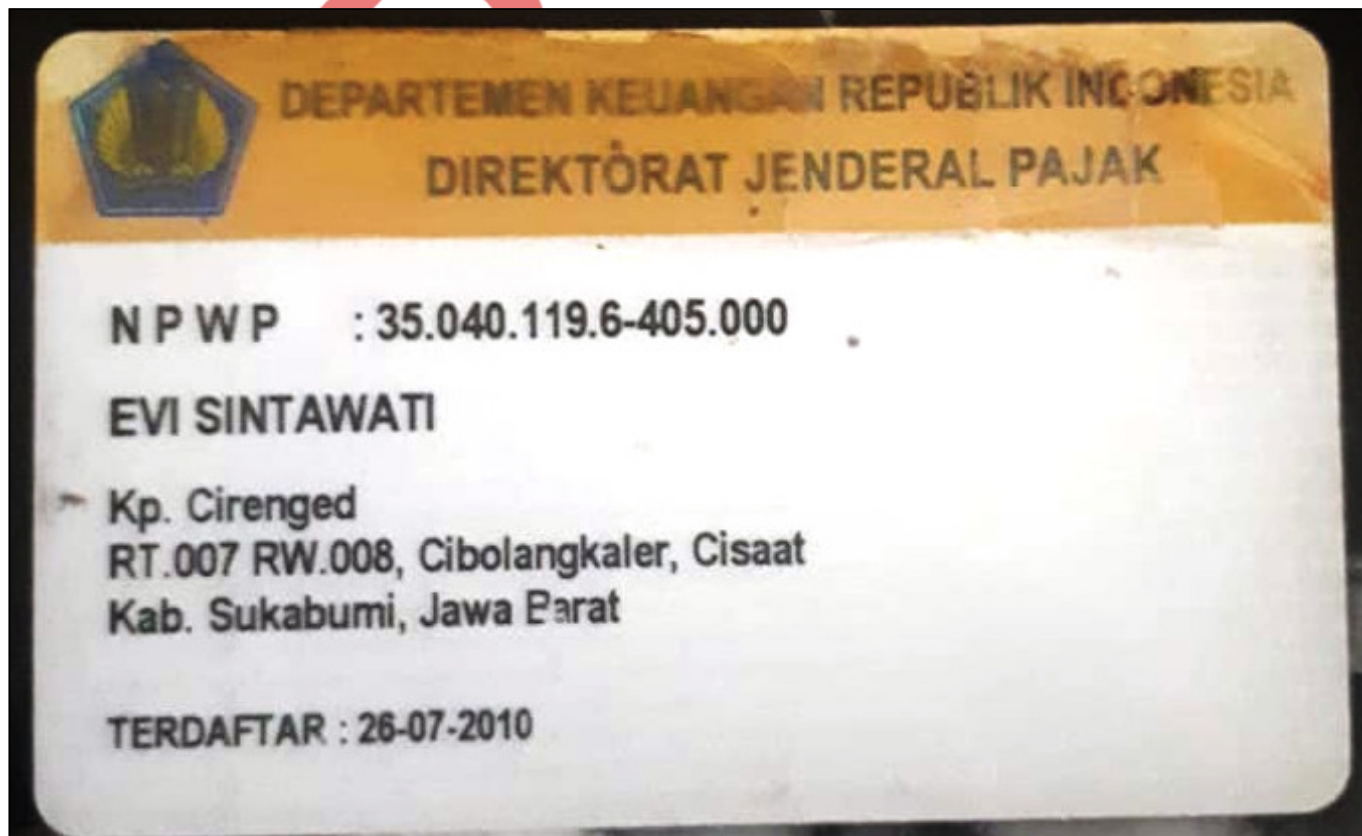 DEPARTEMEN KEUANGAN REPUBLIK INDONESIA
DIREKTORAT JENDERAL PAJAK
N P W P : 35.040.119.6-405.000
EVI SINTAWATI
Kp. Cirenged
RT.007 RW.008, Cibolangkaler, Cisaat
Kab. Sukabumi, Jawa Barat
TERDAFTAR : 26-07-2010